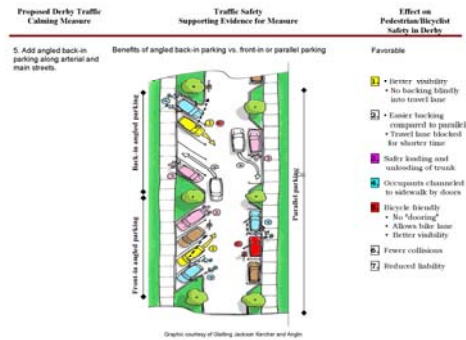 Proposed Derby Traffic
Calming Measure
Traffic Safety
Supporting Evidence for Measure
Effect on
Pedestrian/Bicyclist
Safety in Derby
5. Add angled back-in
parking along arterial and
main streets.
Benefits of angled back-in parking vs. front-in or parallel parking
Favorable
Back-in angled parking
Front-in angled parking
Parallel parking
1. • Better visibility
• No backing blindly
into travel lane
2. • Easier backing
compared to parallel
• Travel lane blocked
for shorter time
3. Safer loading and
unloading of trunk
4. Occupants channeled
to sidewalk by doors
5. Bicycle friendly
• No "dooring"
• Allows bike lane
• Better visibility
6. Fewer collisions
7. Reduced liability
Graphic courtesy of Glatting Jackson Kercher and Anglin